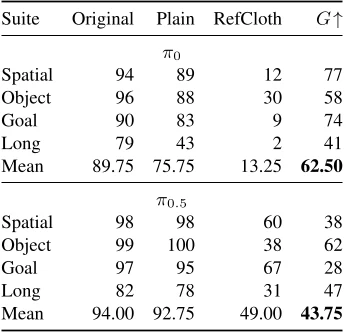 Suite Original Plain RefCloth G↑
π0
Spatial 94 89 12 77
Object 96 88 30 58
Goal 90 83 9 74
Long 79 43 2 41
Mean 89.75 75.75 13.25 62.50
π0.5
Spatial 98 98 60 38
Object 99 100 38 62
Goal 97 95 67 28
Long 82 78 31 47
Mean 94.00 92.75 49.00 43.75